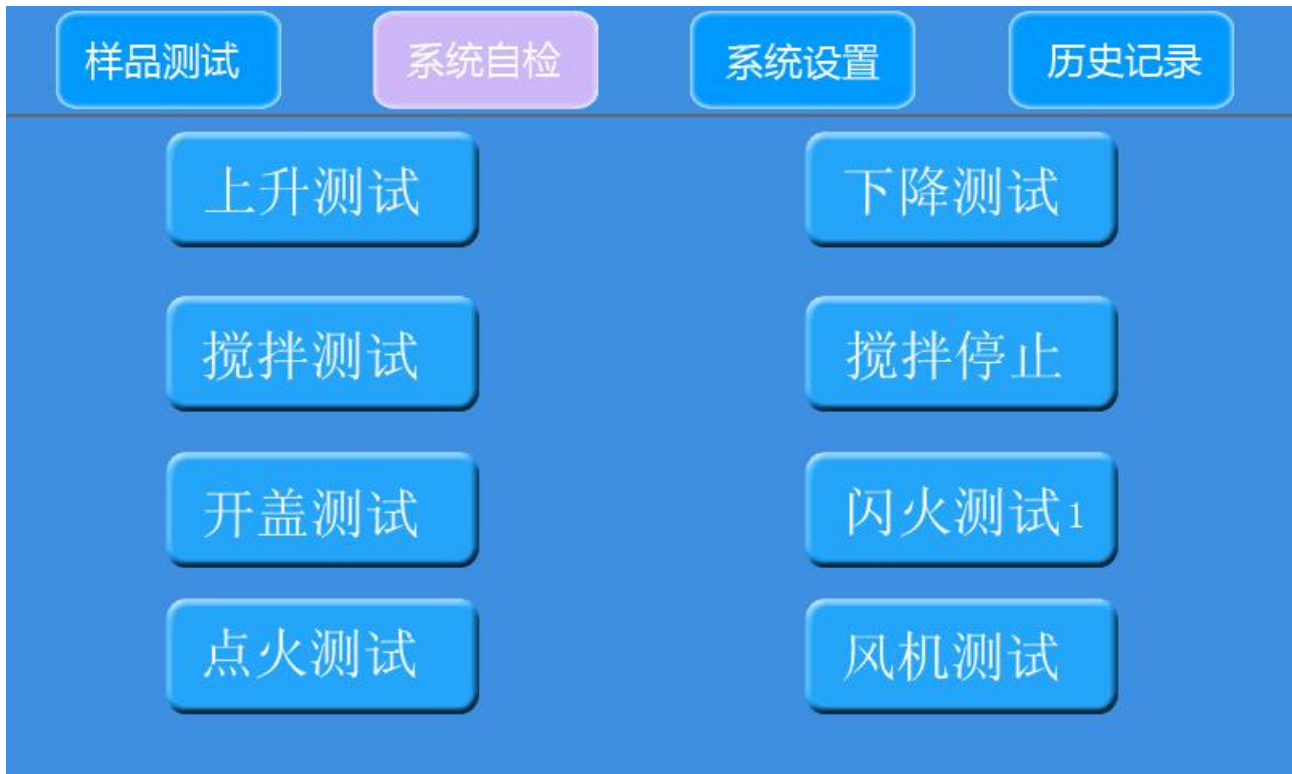 样品测试 系统自检 系统设置 历史记录
上升测试 下降测试
搅拌测试 搅拌停止
开盖测试 闪火测试1
点火测试 风机测试